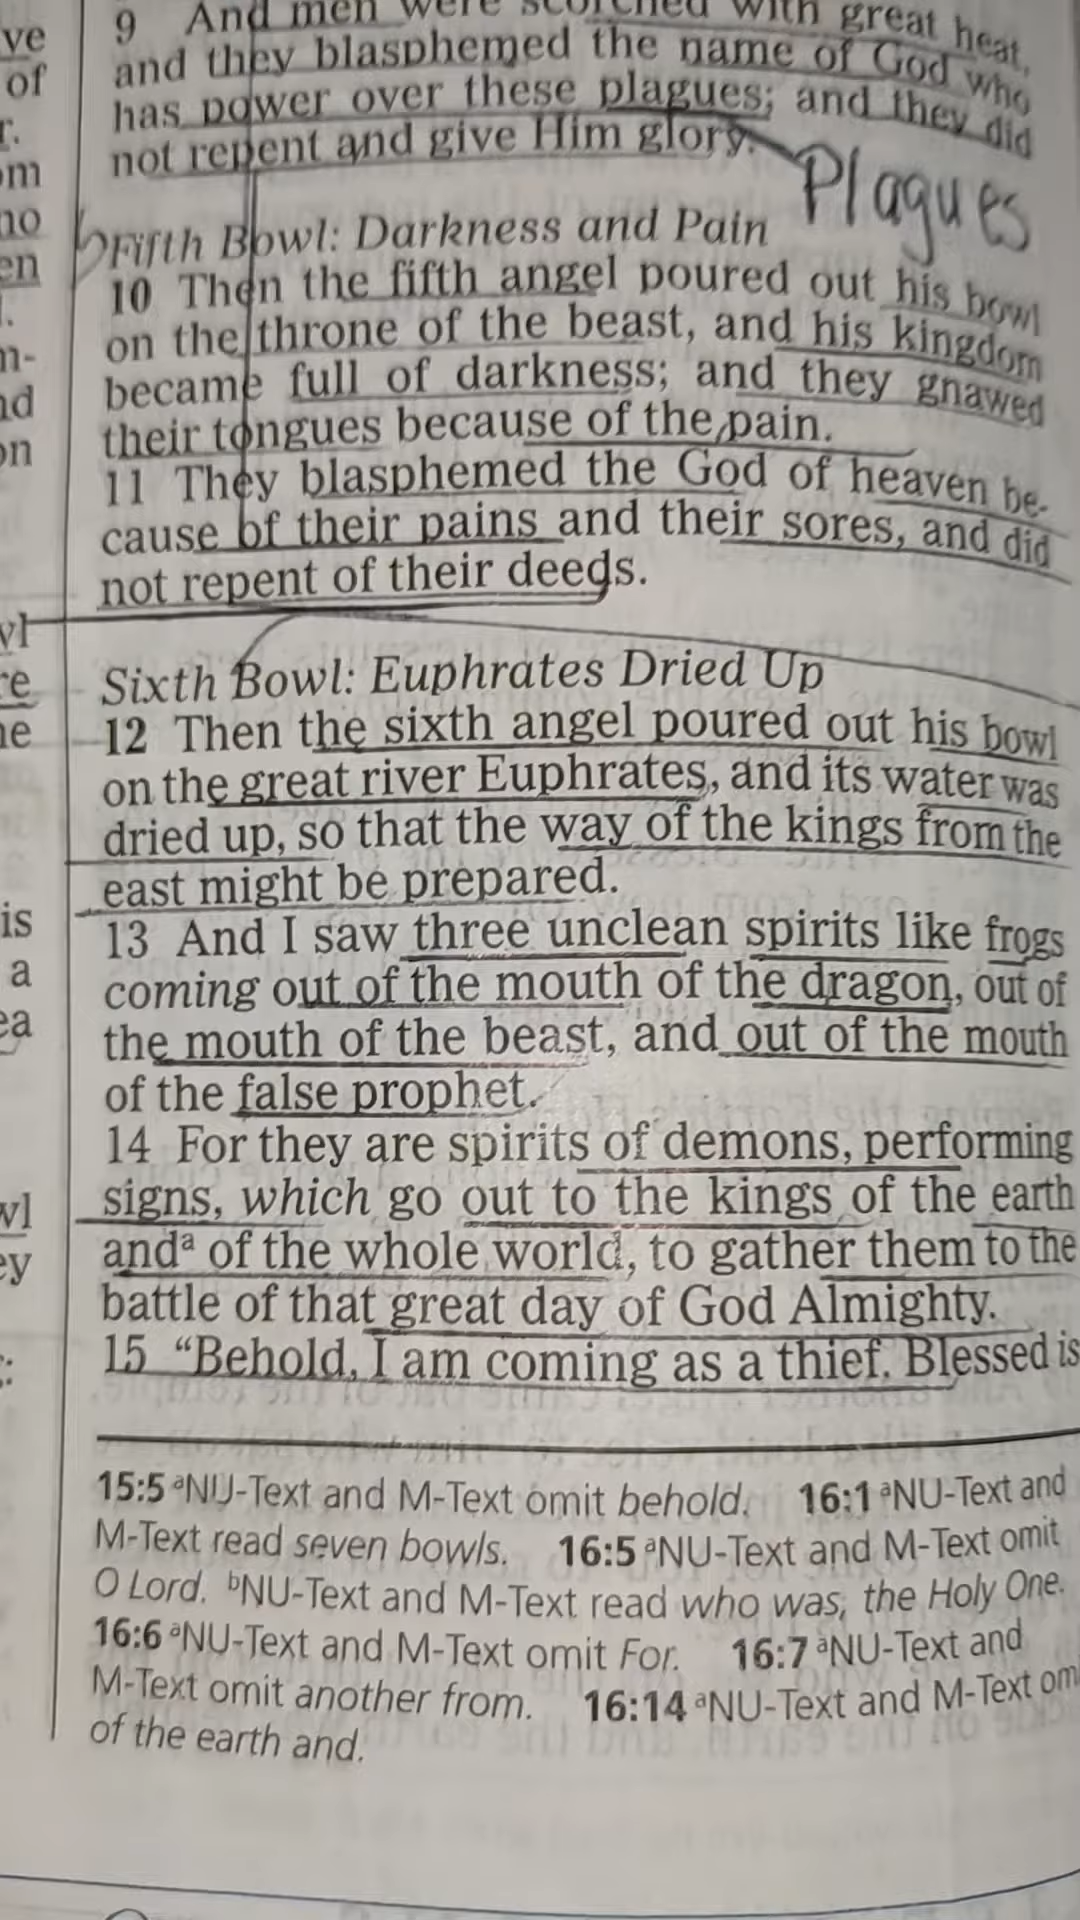 9 And men were scorched with great heat,
and they blasphemed the name of God who
has power over these plagues; and they did
not repent and give Him glory.
Plagues
Fifth Bowl: Darkness and Pain
10 Then the fifth angel poured out his bowl
on the throne of the beast, and his kingdom
became full of darkness; and they gnawed
their tongues because of the pain.
11 They blasphemed the God of heaven be-
cause of their pains and their sores, and did
not repent of their deeds.
Sixth Bowl: Euphrates Dried Up
12 Then the sixth angel poured out his bowl
on the great river Euphrates, and its water was
dried up, so that the way of the kings from the
east might be prepared.
13 And I saw three unclean spirits like frogs
coming out of the mouth of the dragon, out of
the mouth of the beast, and out of the mouth
of the false prophet.
14 For they are spirits of demons, performing
signs, which go out to the kings of the earth
andª of the whole world, to gather them to the
battle of that great day of God Almighty.
15 “Behold, I am coming as a thief. Blessed is
15:5 ªNU-Text and M-Text omit behold. 16:1 ªNU-Text and
M-Text read seven bowls. 16:5 ªNU-Text and M-Text omit
O Lord. ᵇNU-Text and M-Text read who was, the Holy One.
16:6 ªNU-Text and M-Text omit For. 16:7 ªNU-Text and
M-Text omit another from. 16:14 ªNU-Text and M-Text om
of the earth and.